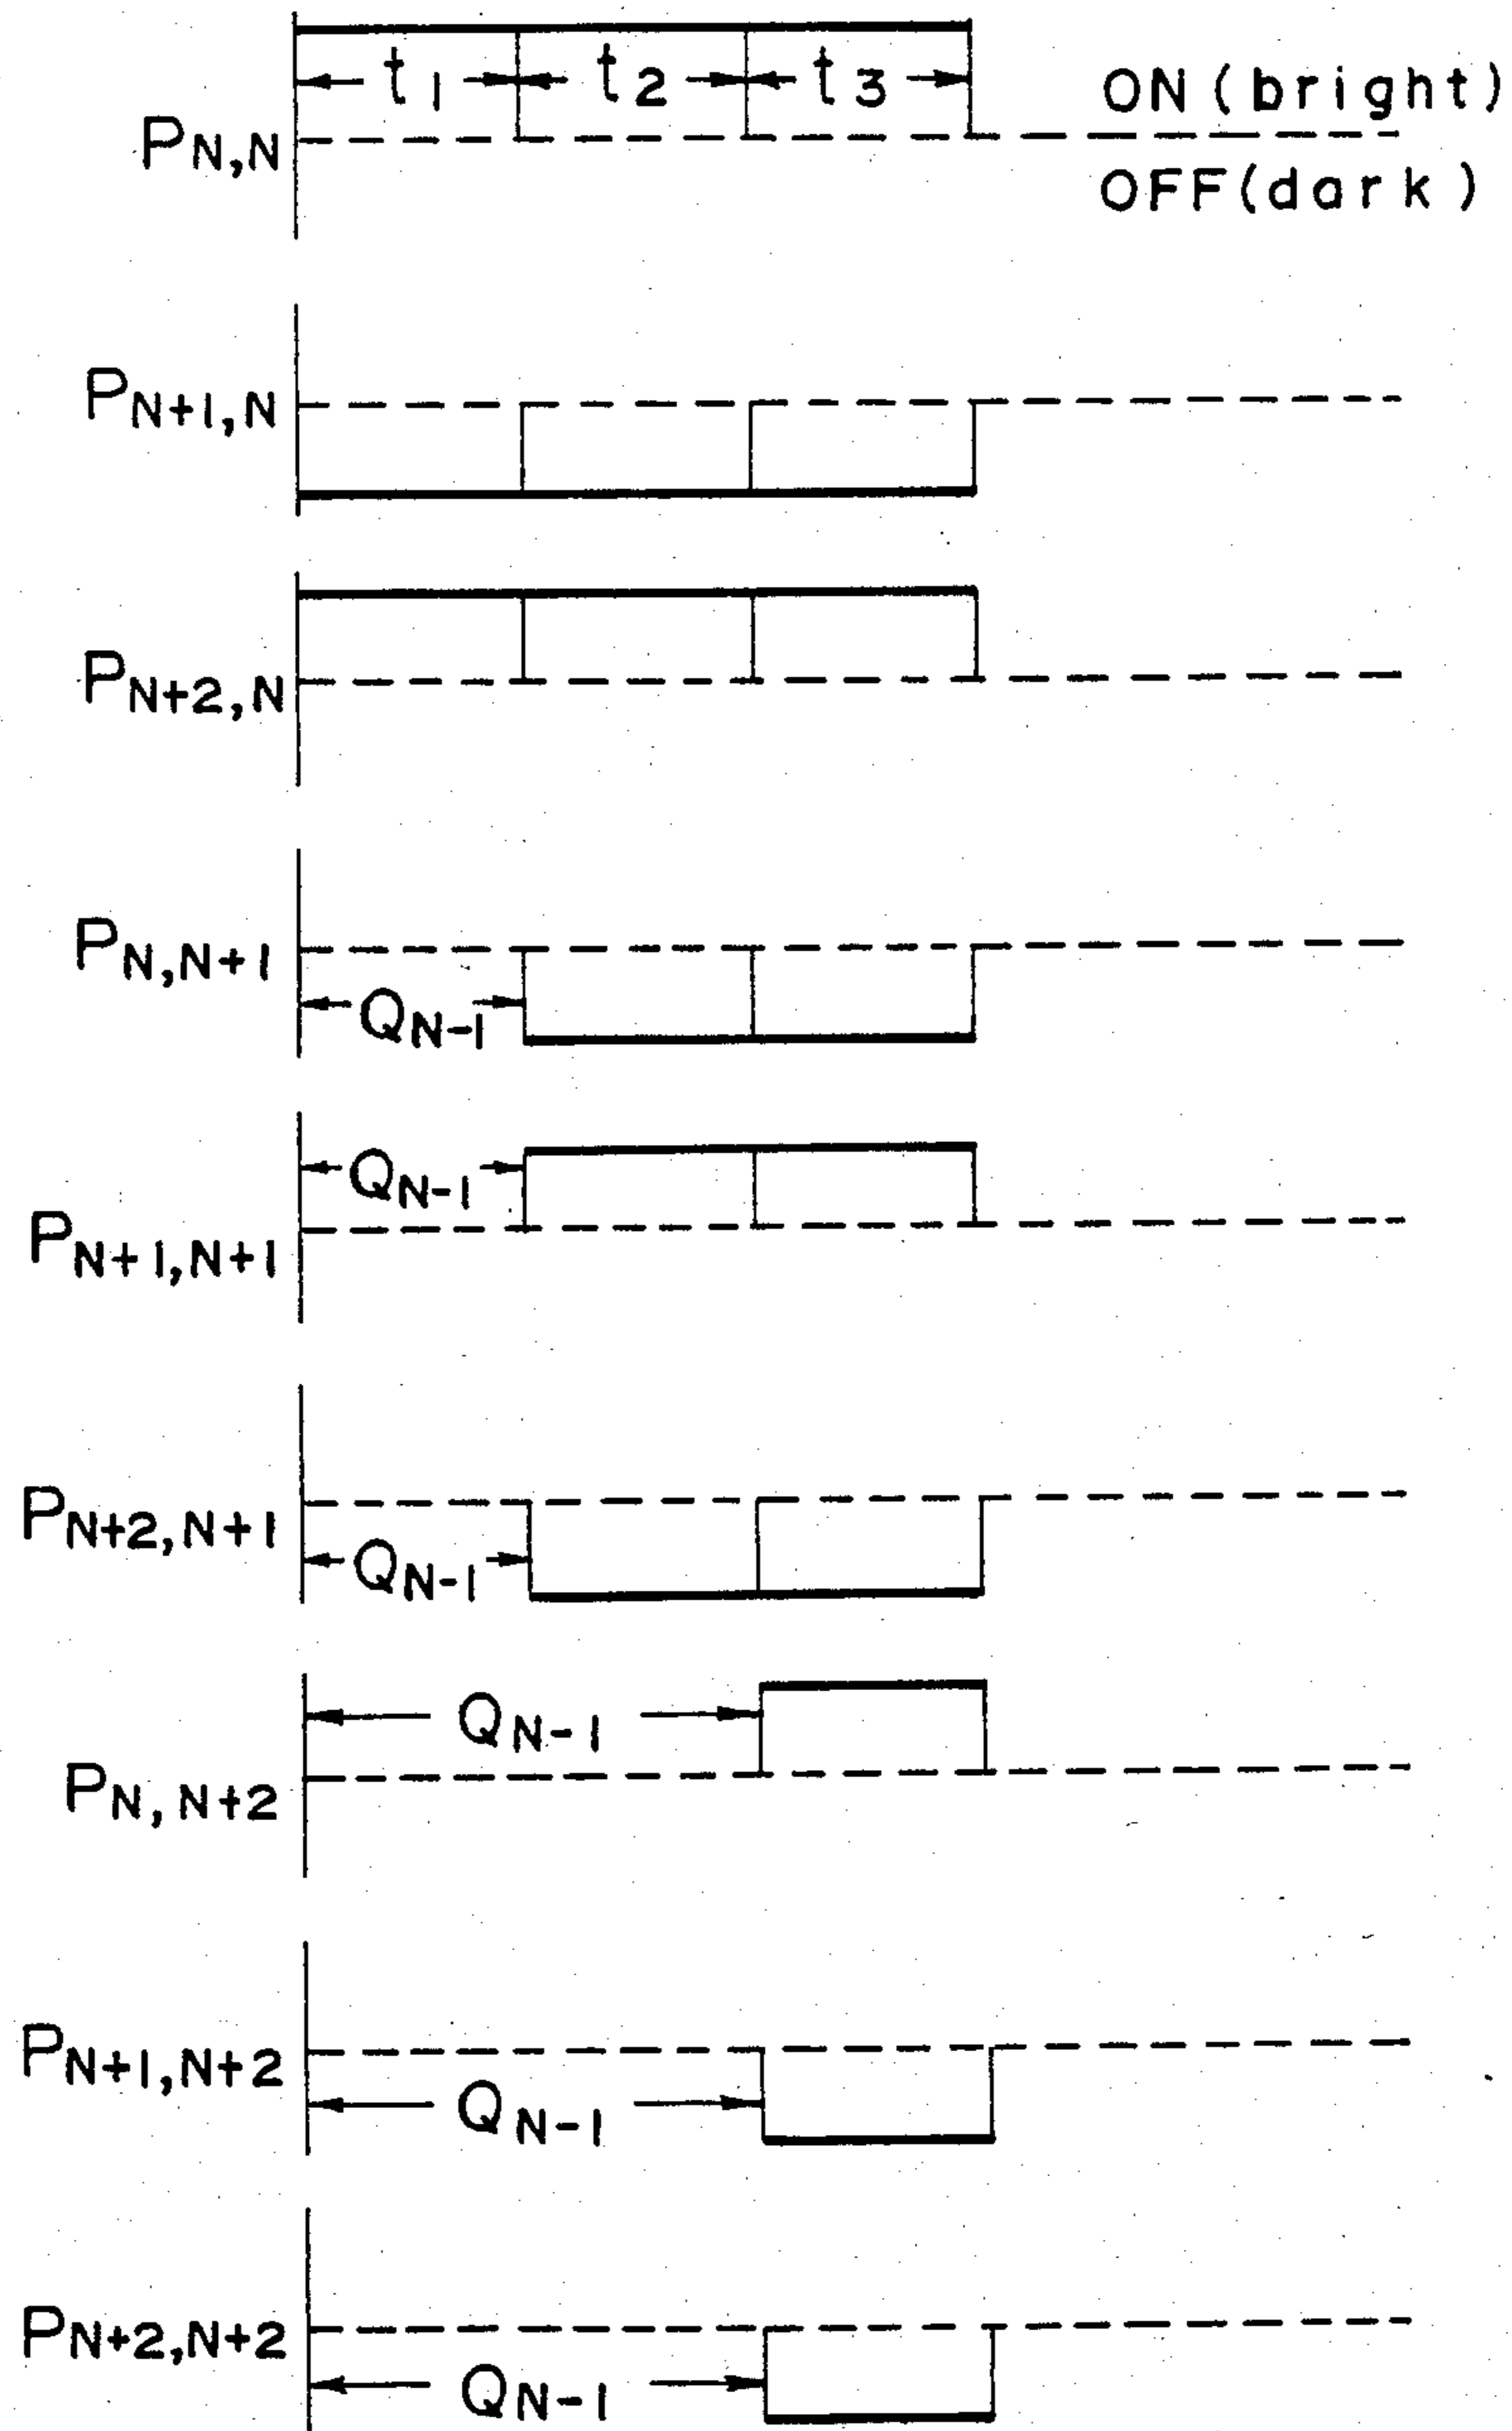 t1 t2 t3 ON (bright)
PN,N
OFF(dark)
PN+1,N
PN+2,N
PN,N+1
QN-1
QN-1
PN+1,N+1
PN+2,N+1
QN-1
QN-1
PN,N+2
PN+1,N+2
QN-1
PN+2,N+2
QN-1